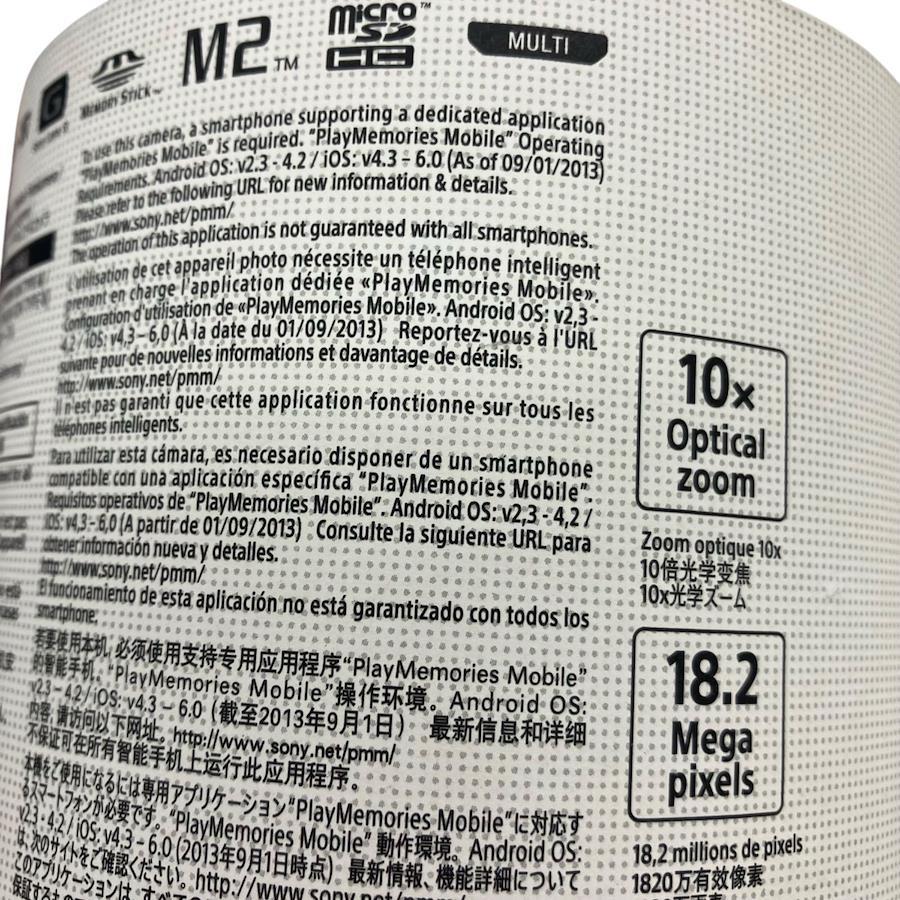 G
MEMORY STICK™
M2™
micro SD HC™
MULTI
To use this camera, a smartphone supporting a dedicated application
"PlayMemories Mobile" is required. "PlayMemories Mobile" Operating
Requirements. Android OS: v2.3 - 4.2 / iOS: v4.3 – 6.0 (As of 09/01/2013)
Please refer to the following URL for new information & details.
http://www.sony.net/pmm/
The operation of this application is not guaranteed with all smartphones.
L'utilisation de cet appareil photo nécessite un téléphone intelligent
prenant en charge l'application dédiée «PlayMemories Mobile».
Configuration d'utilisation de «PlayMemories Mobile». Android OS: v2,3 -
4,2 / iOS: v4,3 – 6,0 (À la date du 01/09/2013) Reportez-vous à l'URL
suivante pour de nouvelles informations et davantage de détails.
http://www.sony.net/pmm/
Il n'est pas garanti que cette application fonctionne sur tous les
téléphones intelligents.
Para utilizar esta cámara, es necesario disponer de un smartphone
compatible con una aplicación específica "PlayMemories Mobile".
Requisitos operativos de "PlayMemories Mobile". Android OS: v2,3 - 4,2 /
iOS: v4,3 - 6,0 (A partir de 01/09/2013) Consulte la siguiente URL para
obtener información nueva y detalles.
http://www.sony.net/pmm/
El funcionamiento de esta aplicación no está garantizado con todos los
smartphone.
若要使用本机, 必须使用支持专用应用程序"PlayMemories Mobile"
的智能手机。"PlayMemories Mobile"操作环境。Android OS:
v2.3 – 4.2 / iOS: v4.3 – 6.0 (截至2013年9月1日) 最新信息和详细
内容, 请访问以下网址。http://www.sony.net/pmm/
不保证可在所有智能手机上运行此应用程序。
本機をご使用になるには専用アプリケーション"PlayMemories Mobile"に対応す
るスマートフォンが必要です。"PlayMemories Mobile" 動作環境。Android OS:
v2.3 - 4.2 / iOS: v4.3 – 6.0 (2013年9月1日時点) 最新情報、機能詳細について
は、次のサイトをご確認ください。http://www.sony.net/pmm/
このアプリケーションは、すべての
10x
Optical
zoom
Zoom optique 10x
10倍光学变焦
10x光学ズーム
18.2
Mega
pixels
18,2 millions de pixels
1820万有效像素